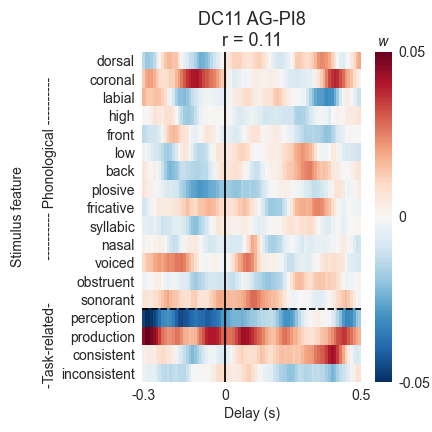 DC11 AG-PI8
r = 0.11
w
Stimulus feature
---------- Phonological ----------
-Task-related-
dorsal
coronal
labial
high
front
low
back
plosive
fricative
syllabic
nasal
voiced
obstruent
sonorant
perception
production
consistent
inconsistent
0.05
0
-0.05
-0.3 0 0.5
Delay (s)